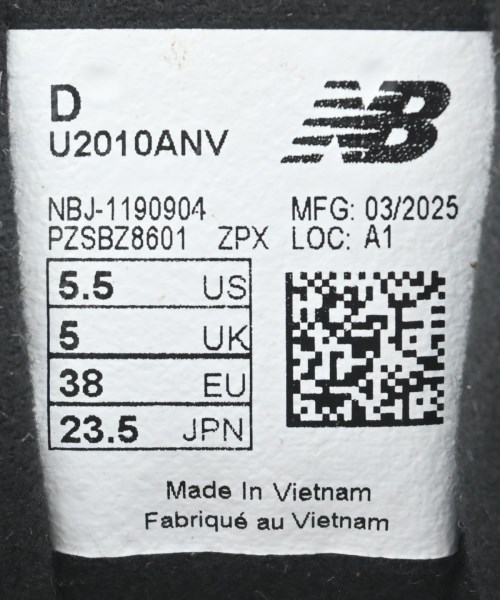 D
NB
U2010ANV
NBJ-1190904 MFG: 03/2025
PZSBZ8601 ZPX LOC: A1
5.5 US
5 UK
38 EU
23.5 JPN
Made In Vietnam
Fabriqué au Vietnam